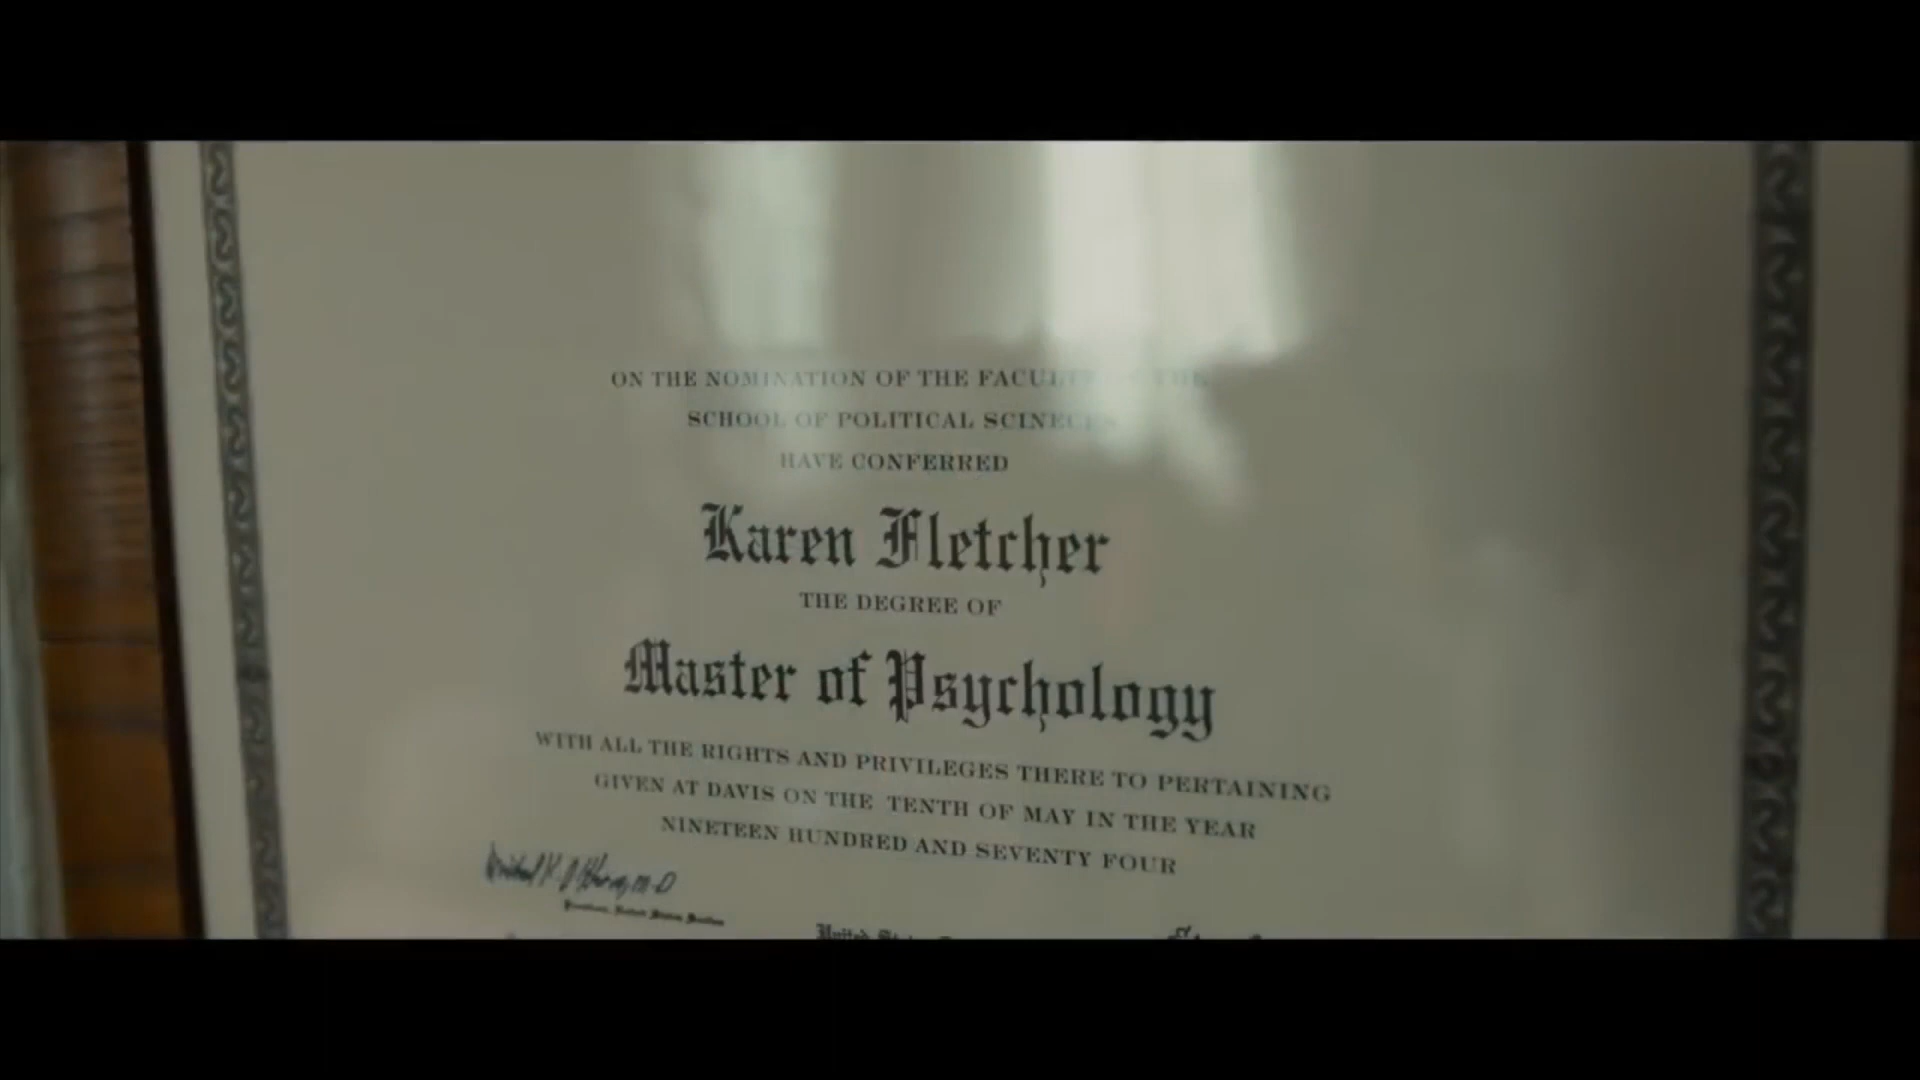 ON THE NOMINATION OF THE FACULTY THE
SCHOOL OF POLITICAL SCINECES
HAVE CONFERRED
Karen Fletcher
THE DEGREE OF
Master of Psychology
WITH ALL THE RIGHTS AND PRIVILEGES THERE TO PERTAINING
GIVEN AT DAVIS ON THE TENTH OF MAY IN THE YEAR
NINETEEN HUNDRED AND SEVENTY FOUR
United